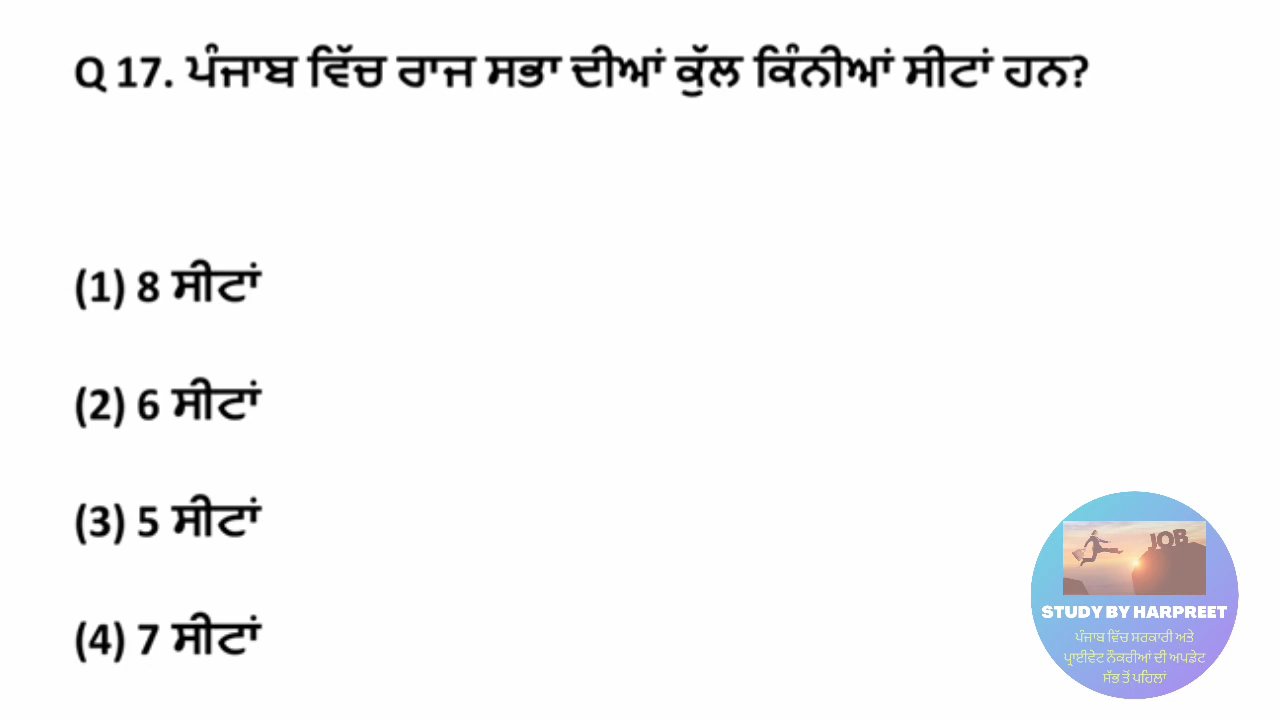 Q 17. ਪੰਜਾਬ ਵਿੱਚ ਰਾਜ ਸਭਾ ਦੀਆਂ ਕੁੱਲ ਕਿੰਨੀਆਂ ਸੀਟਾਂ ਹਨ?
(1) 8 ਸੀਟਾਂ
(2) 6 ਸੀਟਾਂ
(3) 5 ਸੀਟਾਂ
(4) 7 ਸੀਟਾਂ
JOB
STUDY BY HARPREET
ਪੰਜਾਬ ਵਿੱਚ ਸਰਕਾਰੀ ਅਤੇ
ਪ੍ਰਾਈਵੇਟ ਨੌਕਰੀਆਂ ਦੀ ਅਪਡੇਟ
ਸੱਭ ਤੋਂ ਪਹਿਲਾਂ